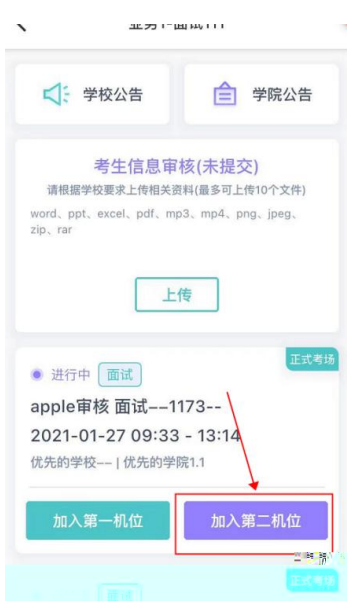 学校公告
学院公告
考生信息审核(未提交)
请根据学校要求上传相关资料(最多可上传10个文件)
word、ppt、excel、pdf、mp3、mp4、png、jpeg、
zip、rar
上传
正式考场
进行中 面试
apple审核 面试––1173--
2021-01-27 09:33 - 13:14
优先的学校–– | 优先的学院1.1
加入第一机位
加入第二机位
正式考场
面试